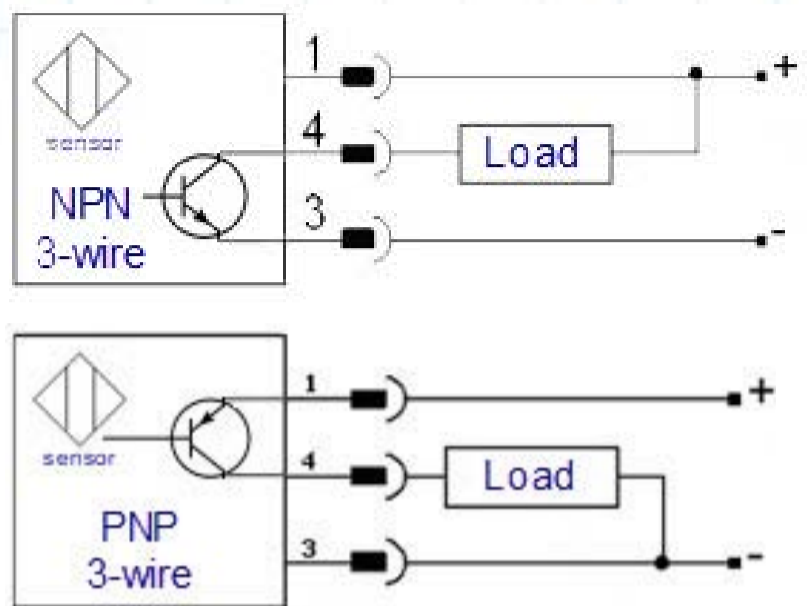 1
+
sensor
4
Load
NPN
3
3-wire
-
1
+
sensor
4
Load
PNP
3
3-wire
-